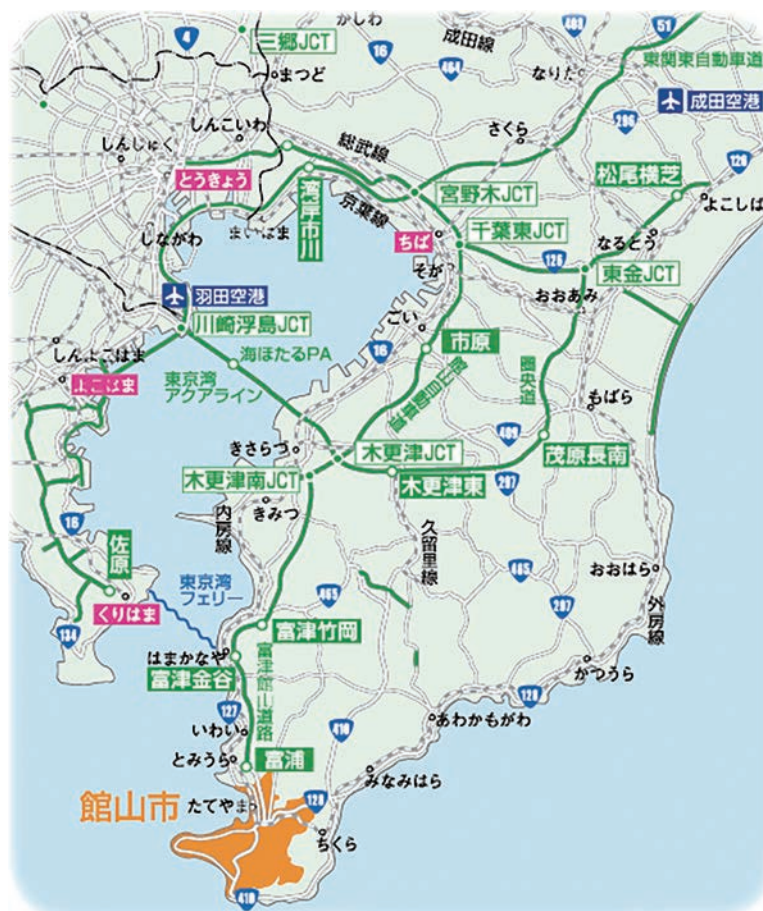 かしわ
成田線
468
51
4
三郷JCT
16
東関東自動車道
まつど
464
なりた
296
成田空港
しんこいわ
さくら
しんじゅく
総武線
126
とうきょう
宮野木JCT
松尾横芝
湾岸市川
京葉線
よこしば
しながわ
まいはま
ちば
千葉東JCT
なるとう
そが
126
東金JCT
羽田空港
おおあみ
川崎浮島JCT
ごい
市原
しんよこはま
海ほたるPA
16
館山自動車道
圏央道
よこはま
東京湾
アクアライン
もばら
きさらづ
木更津JCT
409
茂原長南
木更津南JCT
木更津東
297
きみつ
内房線
久留里線
16
佐原
東京湾
フェリー
465
465
おおはら
297
外房線
くりはま
134
富津竹岡
はまかなや
富津金谷
富津館山道路
かつうら
128
127
あわかもがわ
いわい
410
とみうら
富浦
みなみはら
館山市
たてやま
128
ちくら
410